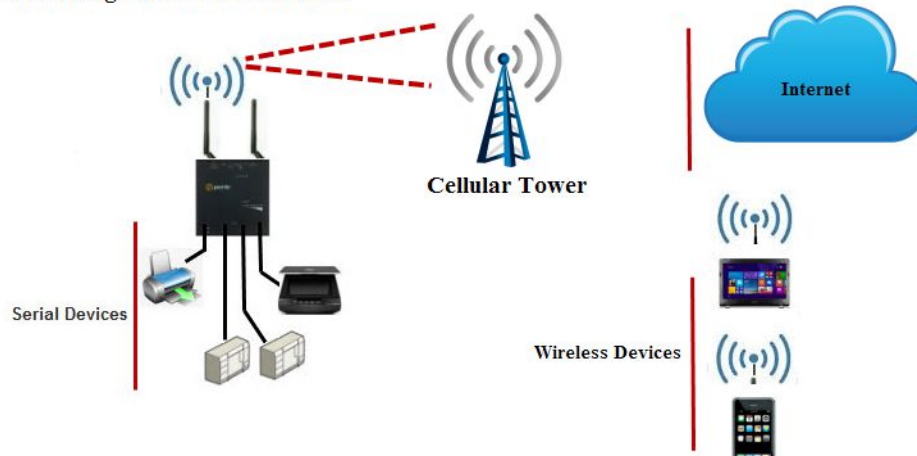 Internet
Cellular Tower
Serial Devices
Wireless Devices